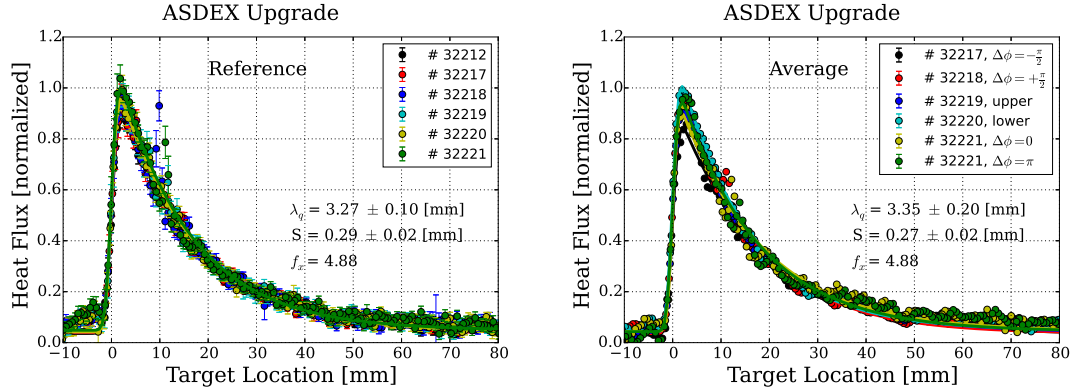 ASDEX Upgrade
Heat Flux [normalized]
1.2
1.0
0.8
0.6
0.4
0.2
0.0
Reference
# 32212
# 32217
# 32218
# 32219
# 32220
# 32221
λq = 3.27 ± 0.10 [mm]
S = 0.29 ± 0.02 [mm]
fx = 4.88
−10 0 10 20 30 40 50 60 70 80
Target Location [mm]
ASDEX Upgrade
Heat Flux [normalized]
1.2
1.0
0.8
0.6
0.4
0.2
0.0
Average
# 32217, Δϕ=−π/2
# 32218, Δϕ=+π/2
# 32219, upper
# 32220, lower
# 32221, Δϕ=0
# 32221, Δϕ=π
λq = 3.35 ± 0.20 [mm]
S = 0.27 ± 0.02 [mm]
fx = 4.88
−10 0 10 20 30 40 50 60 70 80
Target Location [mm]